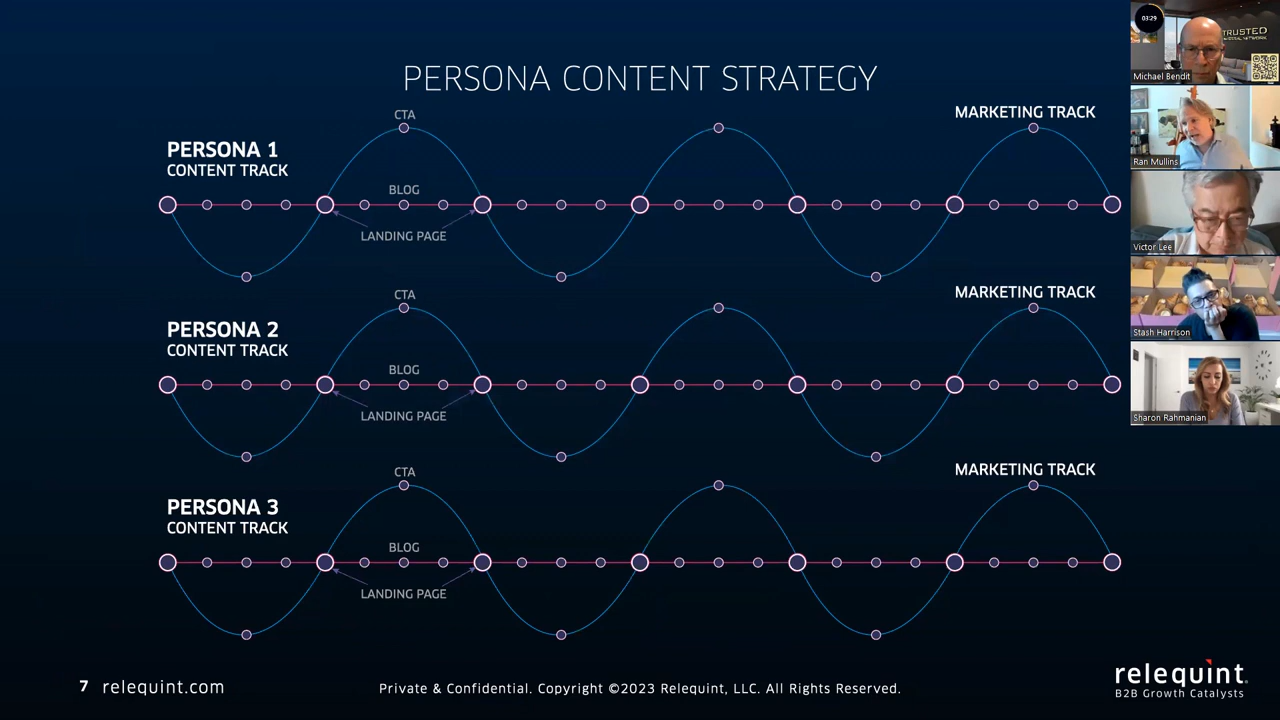 PERSONA CONTENT STRATEGY
CTA
MARKETING TRACK
PERSONA 1
CONTENT TRACK
BLOG
LANDING PAGE
CTA
MARKETING TRACK
PERSONA 2
CONTENT TRACK
BLOG
LANDING PAGE
CTA
MARKETING TRACK
PERSONA 3
CONTENT TRACK
BLOG
LANDING PAGE
7 relequint.com
Private & Confidential. Copyright ©2023 Relequint, LLC. All Rights Reserved.
relequint®
B2B Growth Catalysts
03:29
TRUSTED
Michael Bendit
Ran Mullins
Victor Lee
Stash Harrison
Sharon Rahmanian